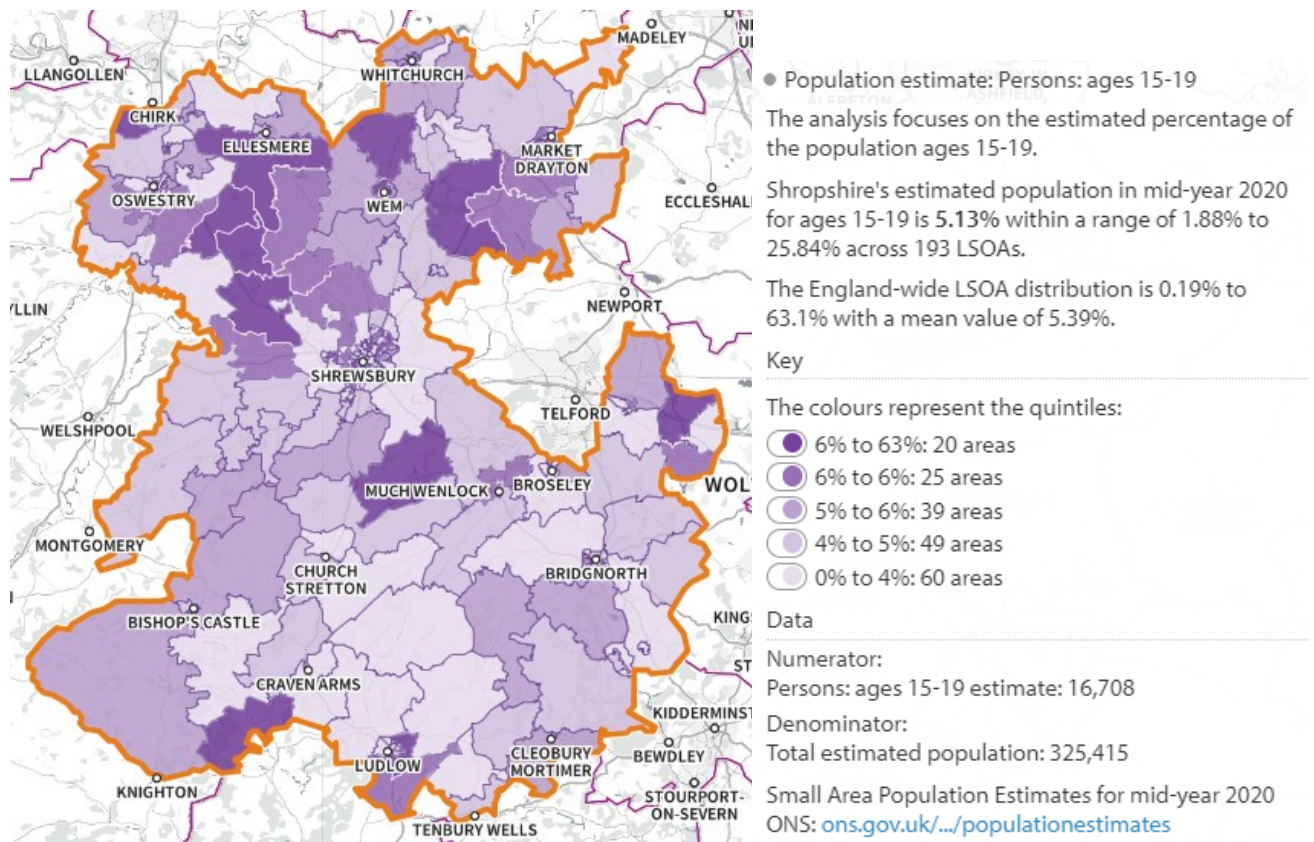 MADELEY
LLANGOLLEN
WHITCHURCH
CHIRK
ELLESMERE
MARKET
DRAYTON
OSWESTRY
WEM
ECCLESHAL
YLLIN
NEWPORT
SHREWSBURY
TELFORD
WELSHPOOL
MUCH WENLOCK
BROSELEY
WOL
MONTGOMERY
CHURCH
STRETTON
BRIDGNORTH
BISHOP'S CASTLE
KING
ST
CRAVEN ARMS
KIDDERMINST
LUDLOW
CLEOBURY
MORTIMER
BEWDLEY
KNIGHTON
STOURPORT-
ON-SEVERN
TENBURY WELLS
Population estimate: Persons: ages 15-19
The analysis focuses on the estimated percentage of
the population ages 15-19.
Shropshire's estimated population in mid-year 2020
for ages 15-19 is 5.13% within a range of 1.88% to
25.84% across 193 LSOAs.
The England-wide LSOA distribution is 0.19% to
63.1% with a mean value of 5.39%.
Key
The colours represent the quintiles:
6% to 63%: 20 areas
6% to 6%: 25 areas
5% to 6%: 39 areas
4% to 5%: 49 areas
0% to 4%: 60 areas
Data
Numerator:
Persons: ages 15-19 estimate: 16,708
Denominator:
Total estimated population: 325,415
Small Area Population Estimates for mid-year 2020
ONS: ons.gov.uk/.../populationestimates